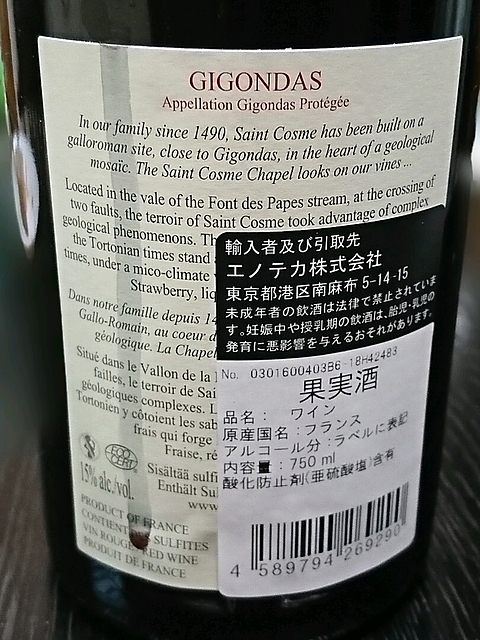 GIGONDAS
Appellation Gigondas Protégée
In our family since 1490, Saint Cosme has been built on a
galloroman site, close to Gigondas, in the heart of a geological
mosaic. The Saint Cosme Chapel looks on our vines ...
Located in the vale of the Font des Papes stream, at the crossing of
two faults, the terroir of Saint Cosme took advantage of complex
geological phenomenons. Th
the Tortonian times stand a
times, under a mico-climate
Strawberry, liq
Dans notre famille depuis 14
Gallo-Romain, au coeur d
géologique. La Chapel
Situé dans le Vallon de la
failles, le terroir de Sai
géologiques complexes. L
Tortonien y côtoient les sab
frais qui forge
Fraise, ré
ECO
CERT
15% alc./vol.
Sisältää sulfi
Enthält Sul
www
PRODUCT OF FRANCE
CONTIENT SULFITES
VIN ROUGE RED WINE
PRODUIT DE FRANCE
輸入者及び引取先
エノテカ株式会社
東京都港区南麻布 5-14-15
未成年者の飲酒は法律で禁止されていま
す。妊娠中や授乳期の飲酒は、胎児・乳児の
発育に悪影響を与えるおそれがあります。
No. 0301600403B6 -18H42483
果実酒
品名: ワイン
原産国名:フランス
アルコール分:ラベルに表記
内容量:750 ml
酸化防止剤(亜硫酸塩)含有
4 589794 269290